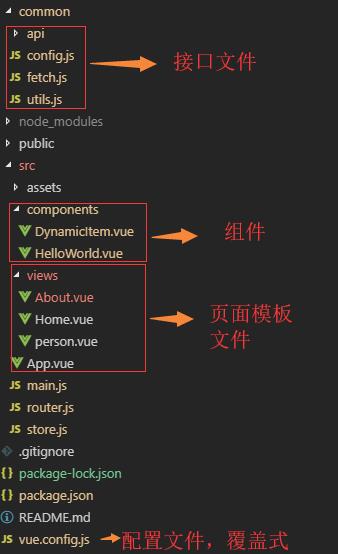 common
api
JS config.js
JS fetch.js
JS utils.js
接口文件
node_modules
public
src
assets
components
DynamicItem.vue
HelloWorld.vue
组件
views
About.vue
Home.vue
person.vue
App.vue
页面模板
文件
JS main.js
JS router.js
JS store.js
.gitignore
{} package-lock.json
{} package.json
README.md
JS vue.config.js 配置文件，覆盖式